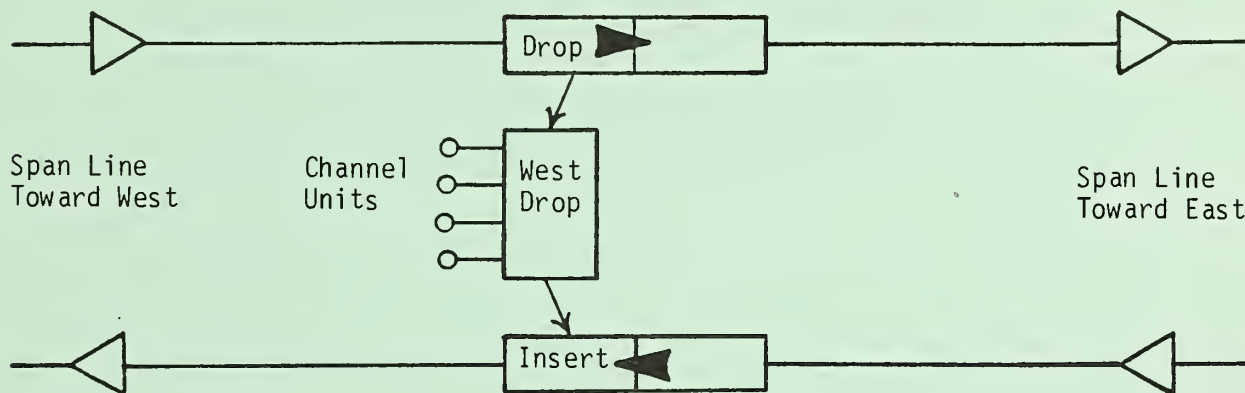 Drop
Span Line
Toward West
Channel
Units
West
Drop
Span Line
Toward East
Insert